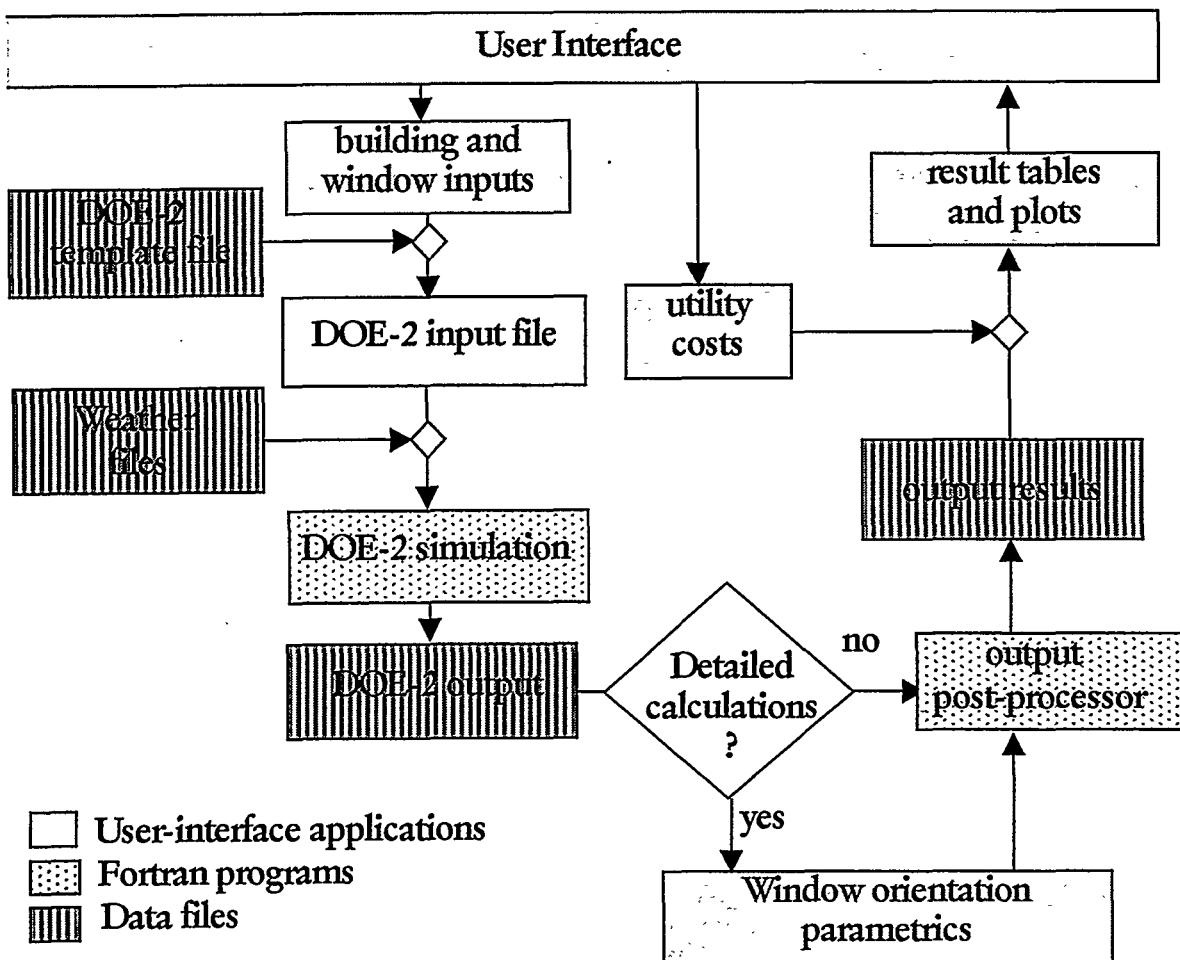 User Interface
building and
window inputs
result tables
and plots
DOE-2
template file
utility
costs
DOE-2 input file
Weather
files
output results
DOE-2 simulation
no
output
post-processor
Detailed
calculations
?
DOE-2 output
yes
User-interface applications
Fortran programs
Data files
Window orientation
parametrics